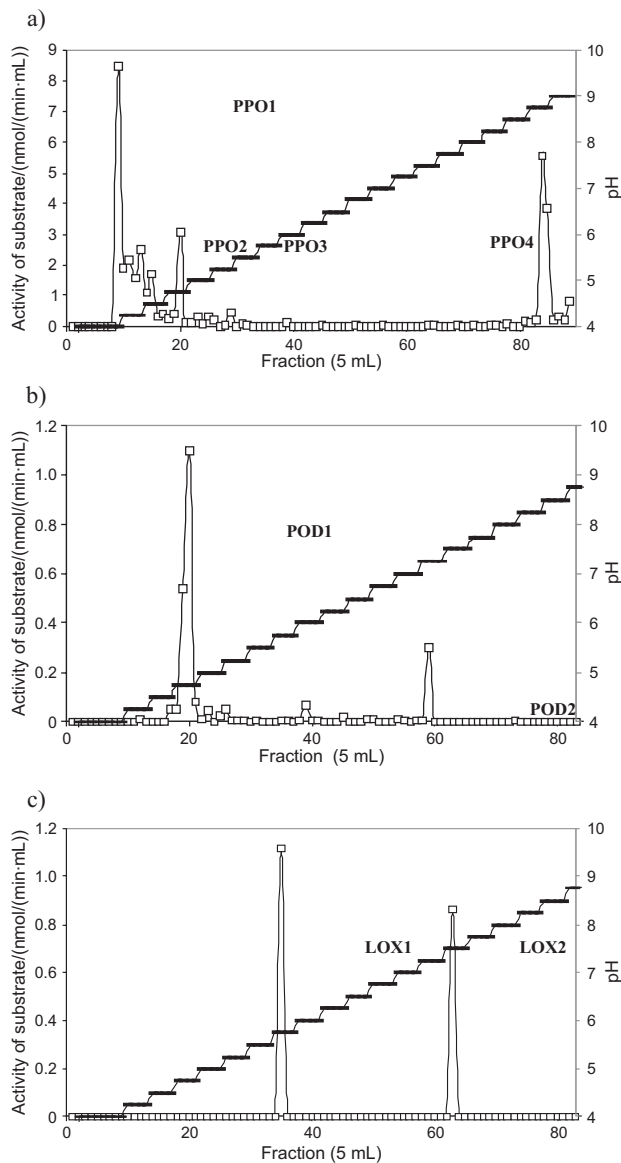 a)
9 10
8
9
7
PPO1
6
8
5
4 7
3
PPO2 PPO3 PPO4
6
2
5
1
0 4
0 20 40 60 80
Fraction (5 mL)
Activity of substrate/(nmol/(min·mL))
pH
b)
1.2 10
1.0 9
0.8 8
POD1
0.6 7
0.4 6
0.2 5
POD2
0 4
0 20 40 60 80
Fraction (5 mL)
Activity of substrate/(nmol/(min·mL))
pH
c)
1.2 10
1.0 9
0.8 8
LOX1 LOX2
0.6 7
0.4 6
0.2 5
0 4
0 20 40 60 80
Fraction (5 mL)
Activity of substrate/(nmol/(min·mL))
pH